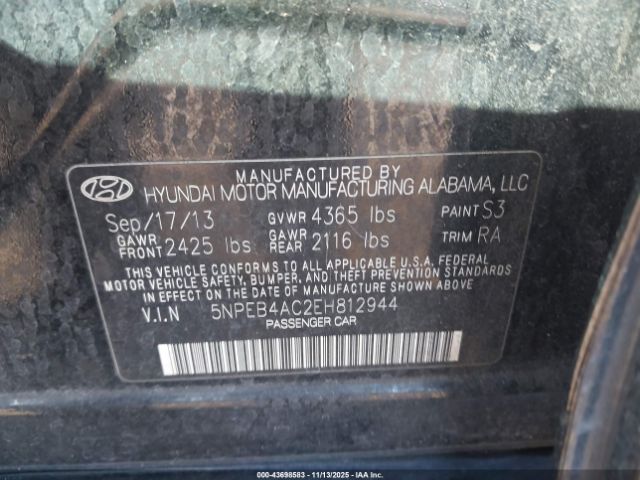 MANUFACTURED BY
HYUNDAI MOTOR MANUFACTURING ALABAMA, LLC
Sep/17/13 GVWR 4365 lbs PAINT S3
GAWR FRONT 2425 lbs GAWR REAR 2116 lbs TRIM RA
THIS VEHICLE CONFORMS TO ALL APPLICABLE U.S.A. FEDERAL
MOTOR VEHICLE SAFETY, BUMPER, AND THEFT PREVENTION STANDARDS
IN EFFECT ON THE DATE OF MANUFACTURE SHOWN ABOVE.
V.I.N 5NPEB4AC2EH812944
PASSENGER CAR
000-43698583 - 11/13/2025 - IAAI.COM